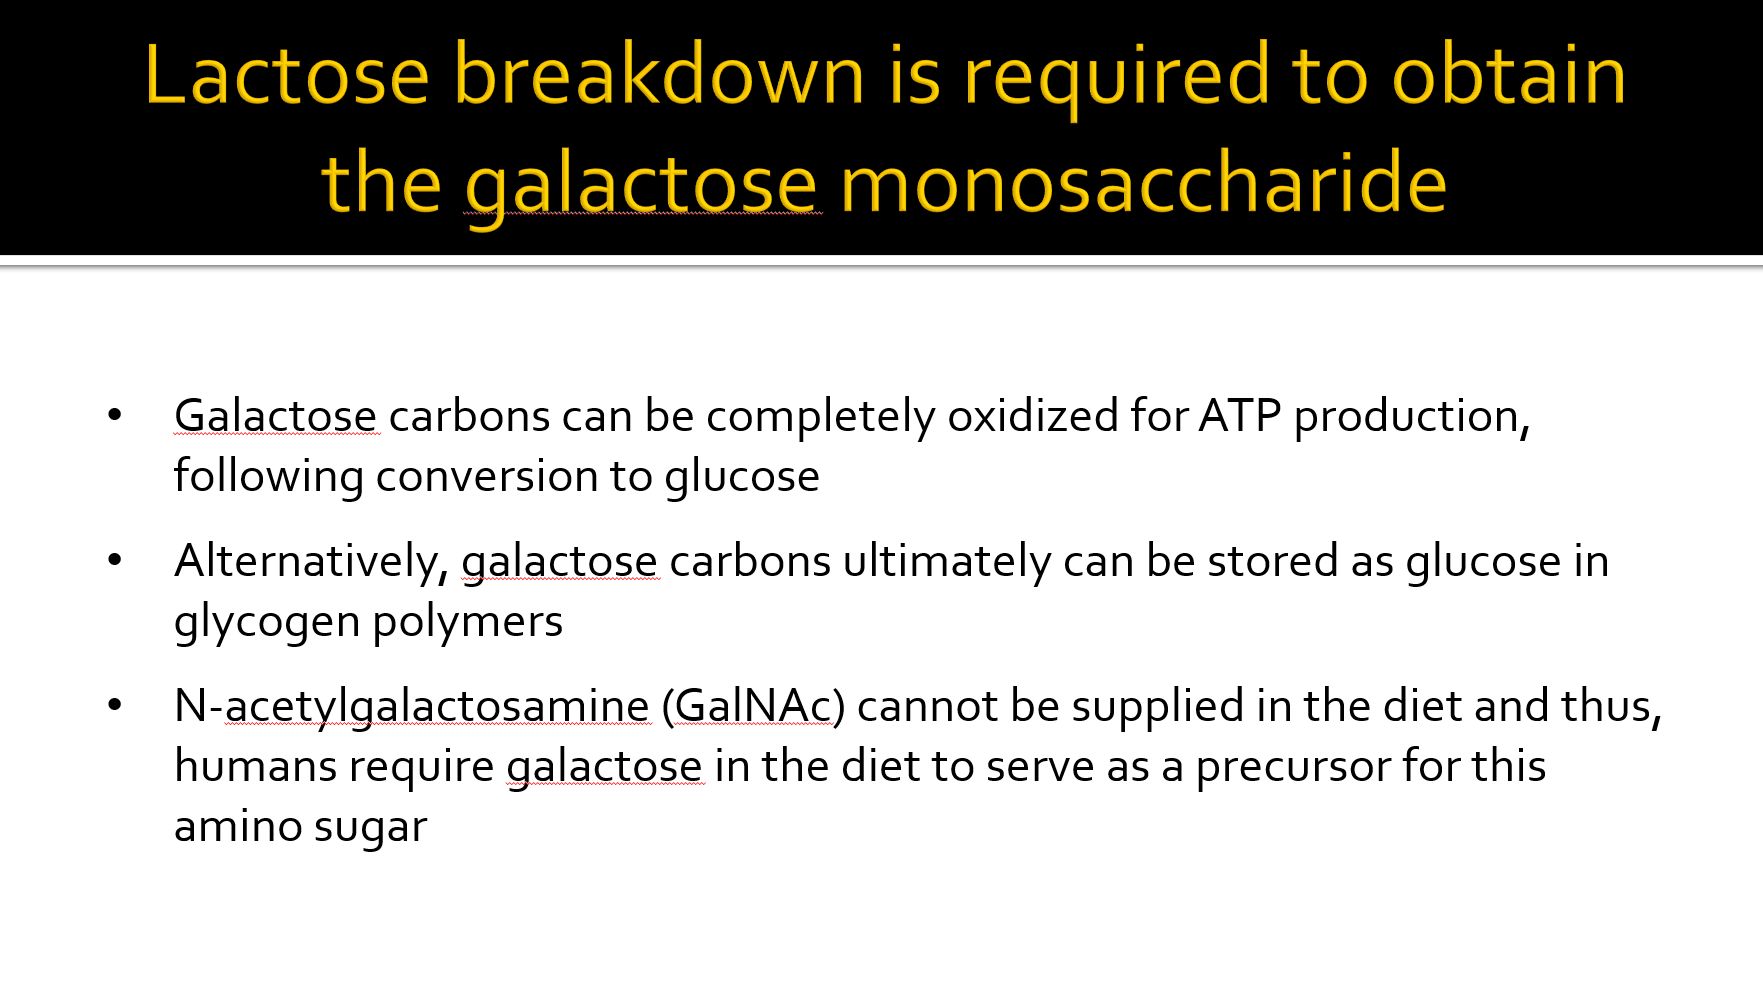 Lactose breakdown is required to obtain
the galactose monosaccharide
• Galactose carbons can be completely oxidized for ATP production,
following conversion to glucose
• Alternatively, galactose carbons ultimately can be stored as glucose in
glycogen polymers
• N-acetylgalactosamine (GalNAc) cannot be supplied in the diet and thus,
humans require galactose in the diet to serve as a precursor for this
amino sugar